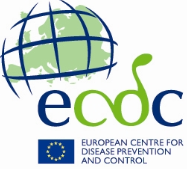 ecdc
EUROPEAN CENTRE FOR
DISEASE PREVENTION
AND CONTROL